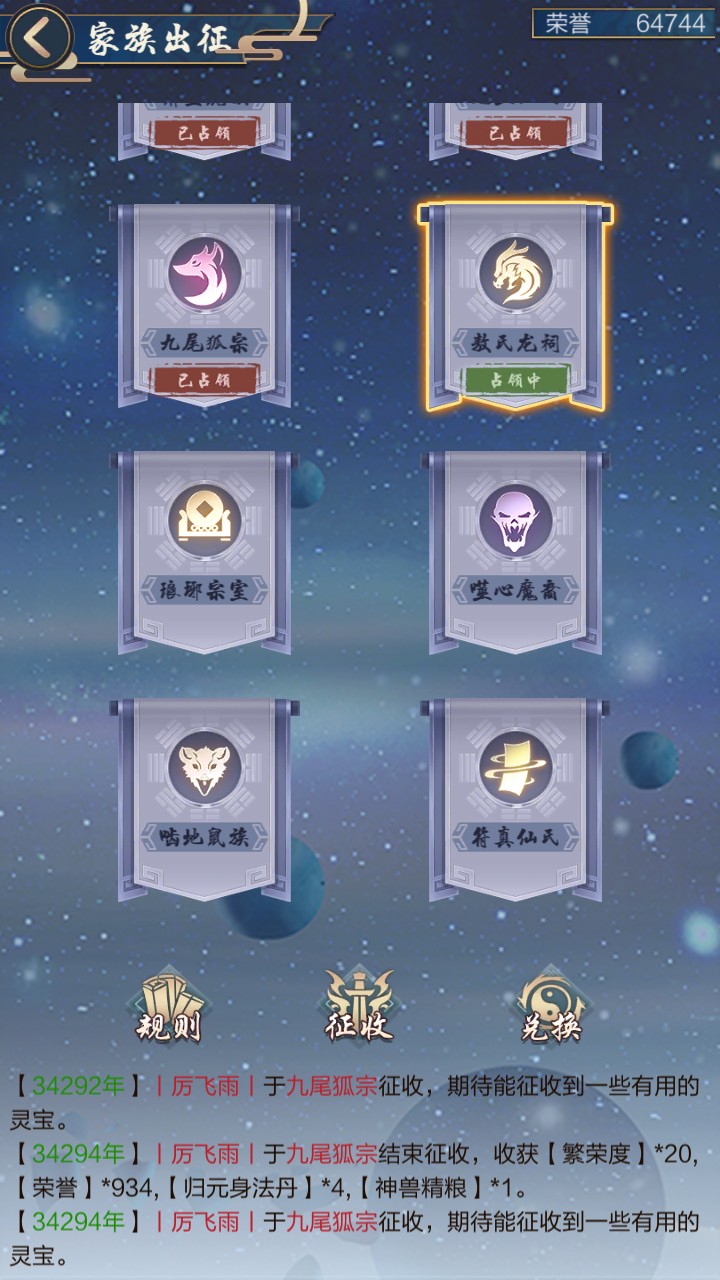 家族出征
荣誉 64744
已占领 已占领
九尾狐宗 敖氏龙祠
已占领 占领中
琅琊宗室 噬心魔裔
啮地鼠族 符真仙氏
规则 征收 兑换
【34292年】丨厉飞雨丨于九尾狐宗征收，期待能征收到一些有用的
灵宝。
【34294年】丨厉飞雨丨于九尾狐宗结束征收，收获【繁荣度】*20,
【荣誉】*934,【归元身法丹】*4,【神兽精粮】*1。
【34294年】丨厉飞雨丨于九尾狐宗征收，期待能征收到一些有用的
灵宝。